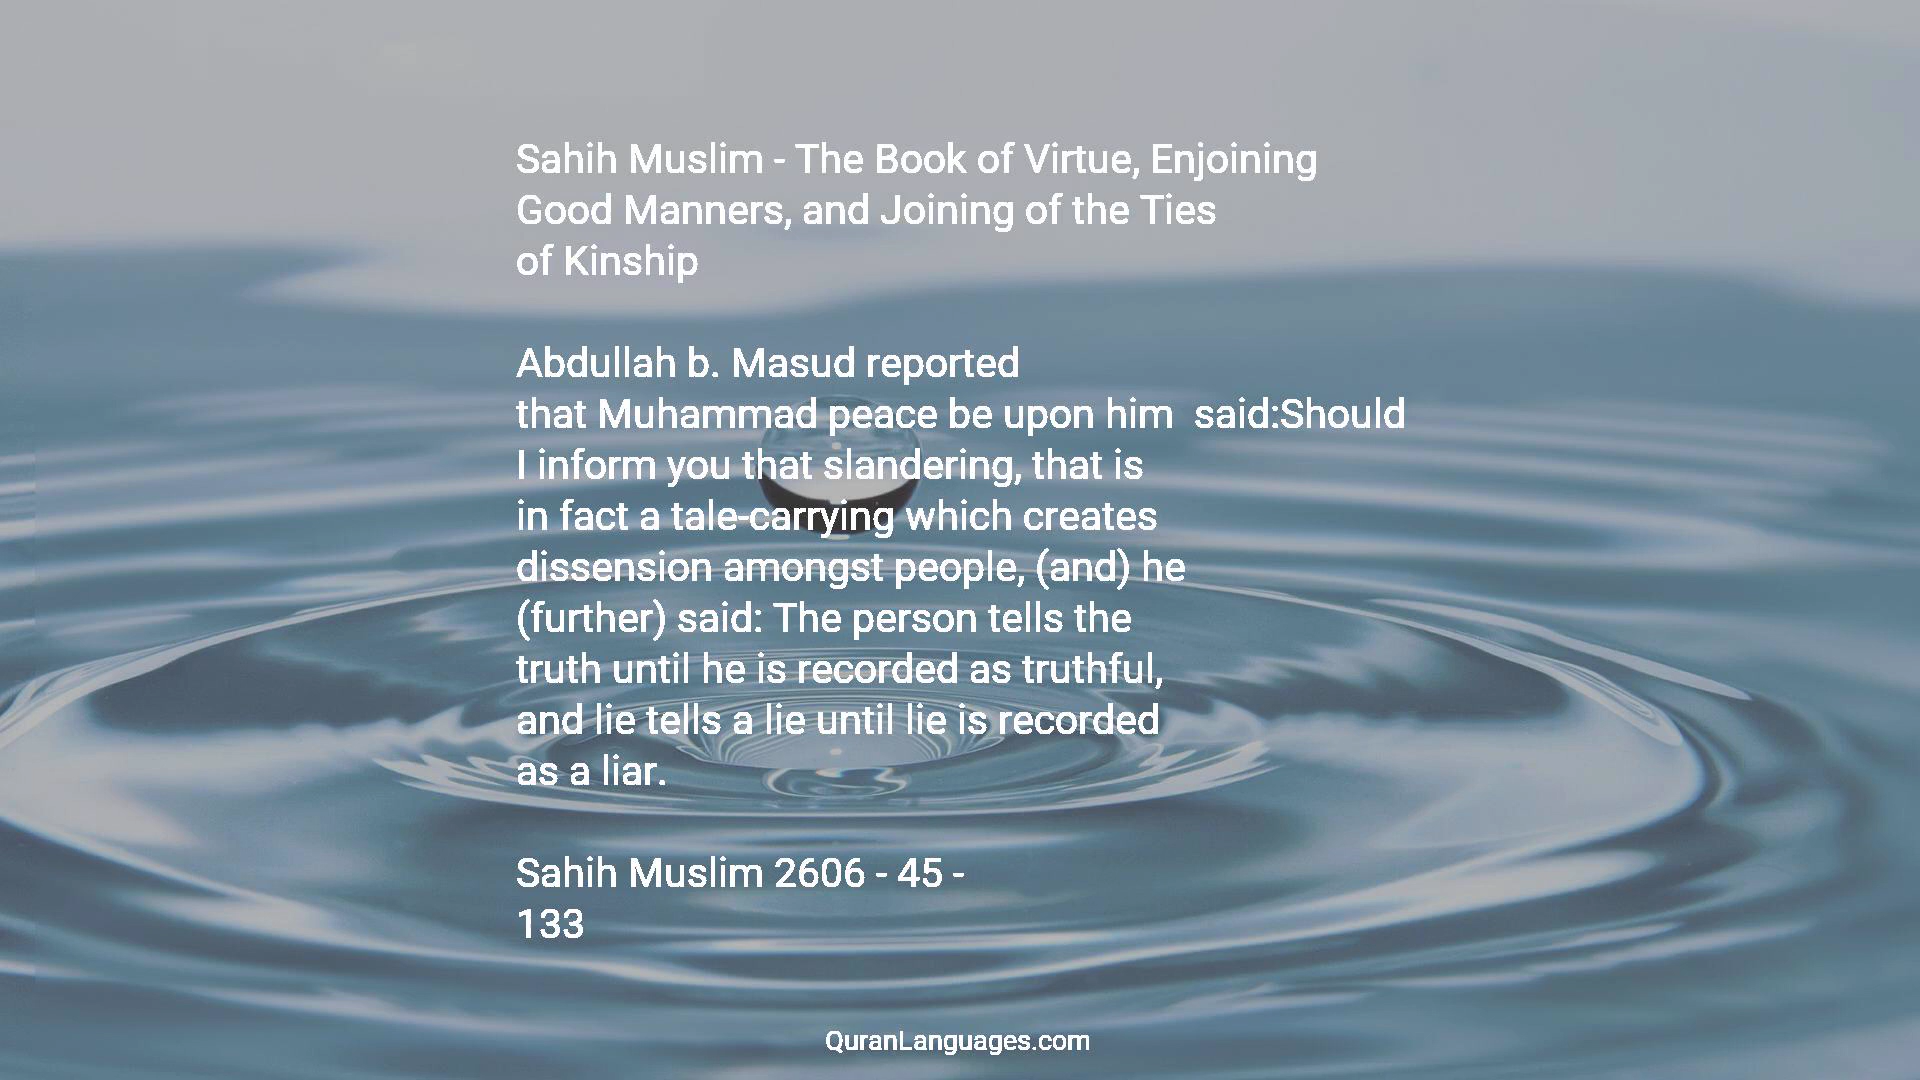 Sahih Muslim - The Book of Virtue, Enjoining
Good Manners, and Joining of the Ties
of Kinship
Abdullah b. Masud reported
that Muhammad peace be upon him  said:Should
I inform you that slandering, that is
in fact a tale-carrying which creates
dissension amongst people, (and) he
(further) said: The person tells the
truth until he is recorded as truthful,
and lie tells a lie until lie is recorded
as a liar.
Sahih Muslim 2606 - 45 -
133
QuranLanguages.com